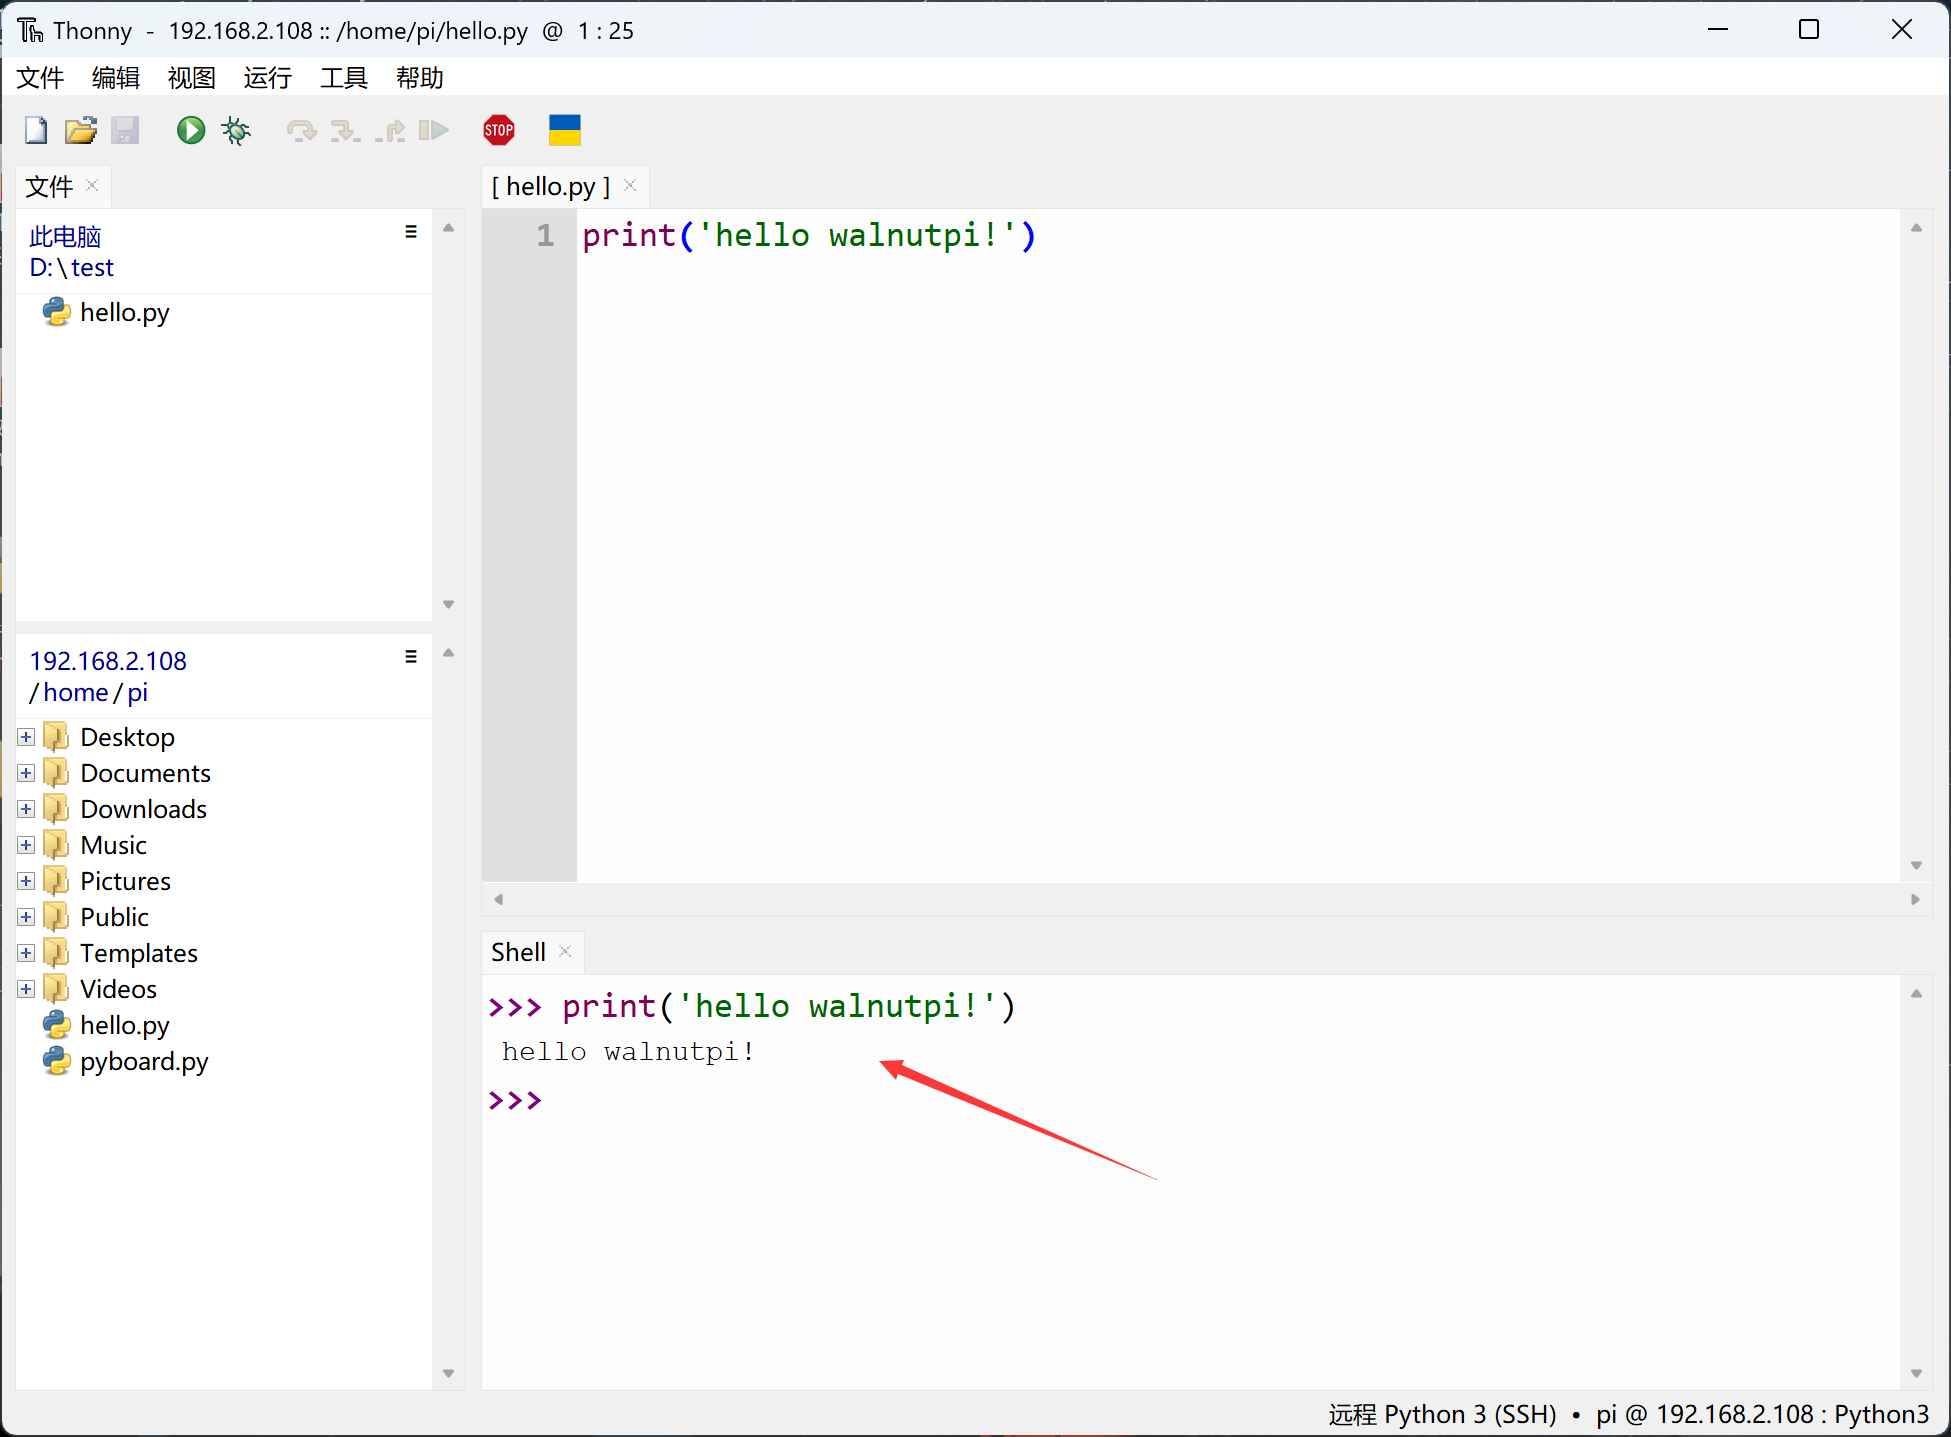 Thonny - 192.168.2.108 :: /home/pi/hello.py @ 1 : 25
文件 编辑 视图 运行 工具 帮助
STOP
文件
此电脑
D:\test
hello.py
192.168.2.108
/home/pi
Desktop
Documents
Downloads
Music
Pictures
Public
Templates
Videos
hello.py
pyboard.py
[ hello.py ]
1 print('hello walnutpi!')
Shell
>>> print('hello walnutpi!')
hello walnutpi!
>>>
远程 Python 3 (SSH) • pi @ 192.168.2.108 : Python3